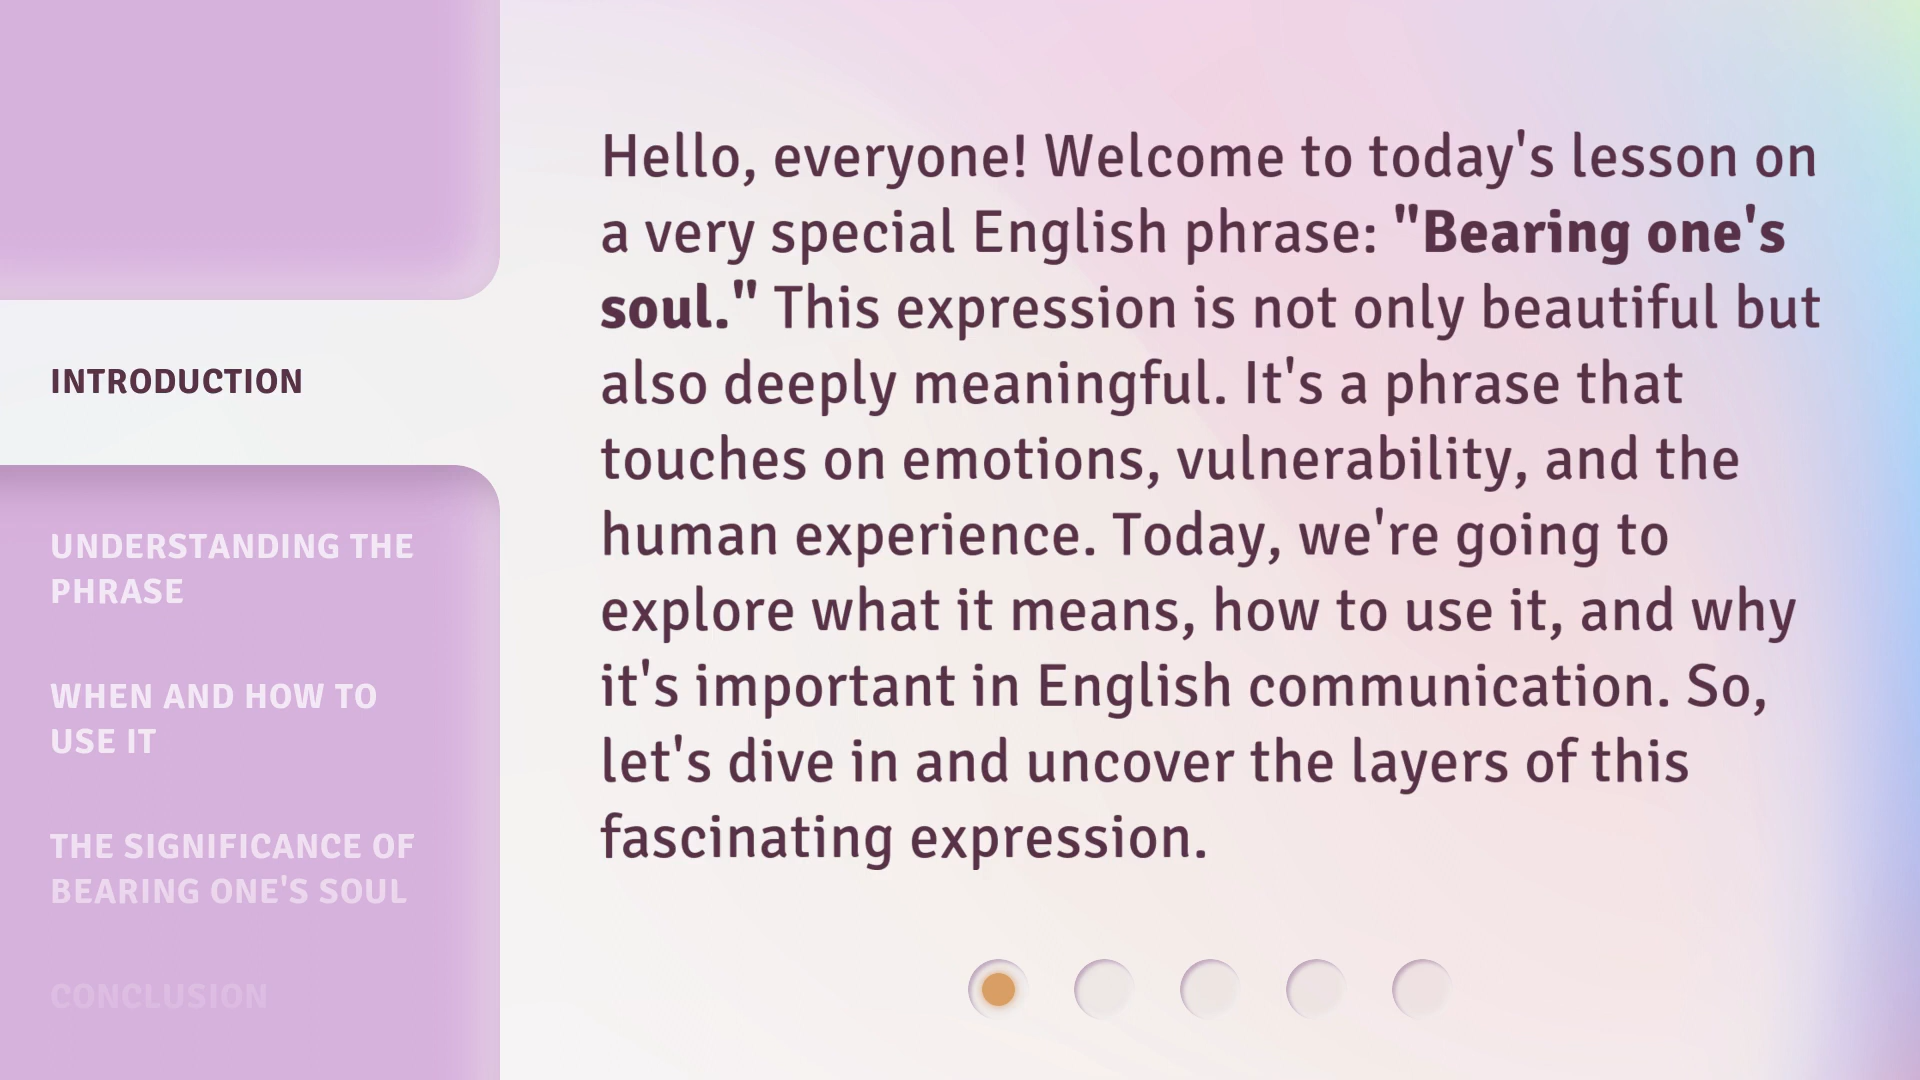 INTRODUCTION
UNDERSTANDING THE
PHRASE
WHEN AND HOW TO
USE IT
THE SIGNIFICANCE OF
BEARING ONE'S SOUL
CONCLUSION
Hello, everyone! Welcome to today's lesson on
a very special English phrase: "Bearing one's
soul." This expression is not only beautiful but
also deeply meaningful. It's a phrase that
touches on emotions, vulnerability, and the
human experience. Today, we're going to
explore what it means, how to use it, and why
it's important in English communication. So,
let's dive in and uncover the layers of this
fascinating expression.